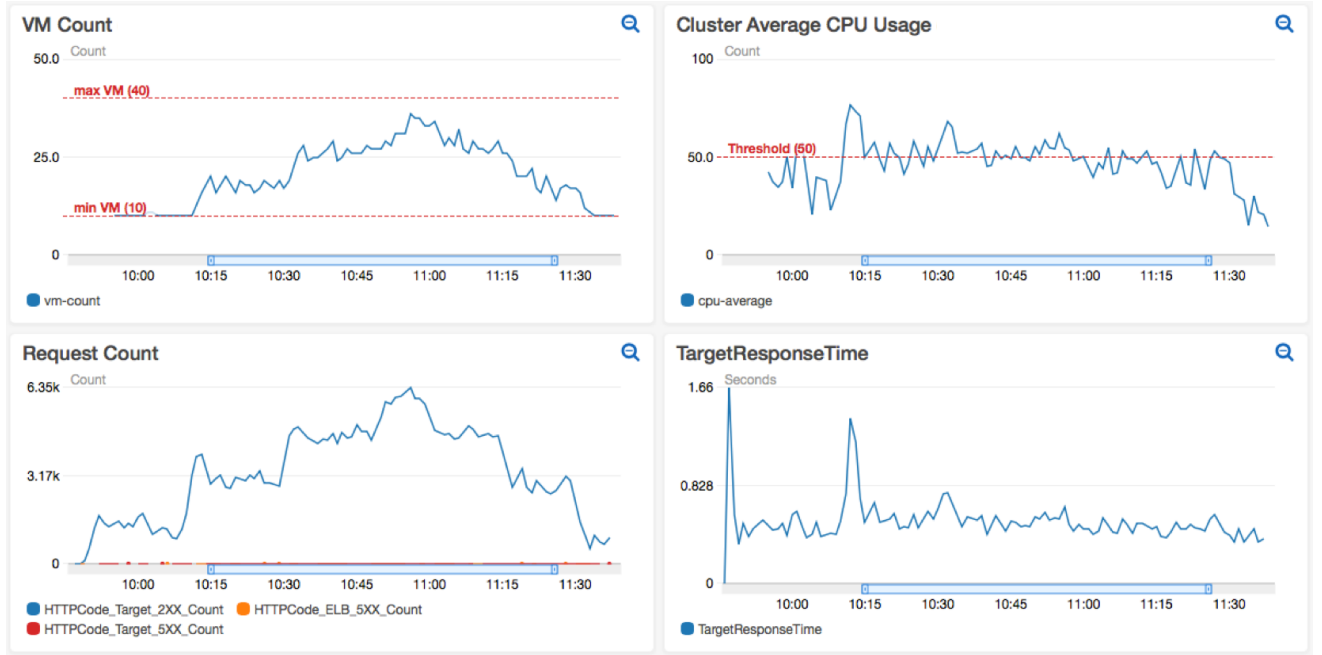 VM Count
Count
50.0
max VM (40)
25.0
min VM (10)
0
10:00 10:15 10:30 10:45 11:00 11:15 11:30
vm-count
Cluster Average CPU Usage
Count
100
Threshold (50)
50.0
0
10:00 10:15 10:30 10:45 11:00 11:15 11:30
cpu-average
Request Count
Count
6.35k
3.17k
0
10:00 10:15 10:30 10:45 11:00 11:15 11:30
HTTPCode_Target_2XX_Count HTTPCode_ELB_5XX_Count
HTTPCode_Target_5XX_Count
TargetResponseTime
Seconds
1.66
0.828
0
10:00 10:15 10:30 10:45 11:00 11:15 11:30
TargetResponseTime